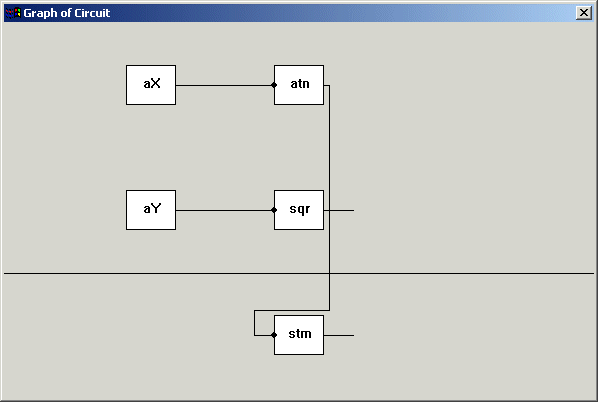 Graph of Circuit
aX
atn
aY
sqr
stm